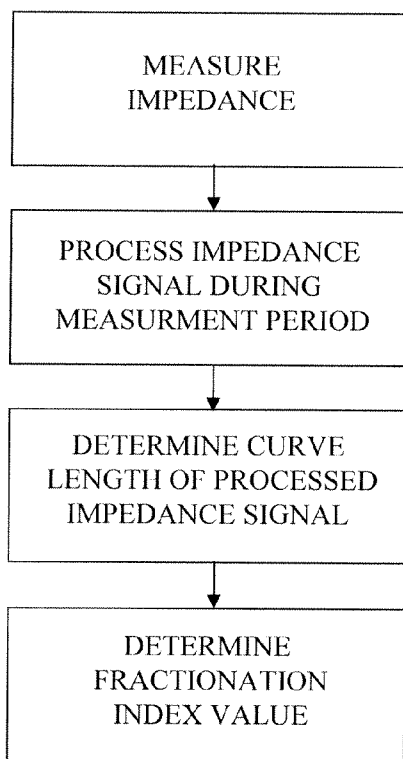 MEASURE
IMPEDANCE
PROCESS IMPEDANCE
SIGNAL DURING
MEASURMENT PERIOD
DETERMINE CURVE
LENGTH OF PROCESSED
IMPEDANCE SIGNAL
DETERMINE
FRACTIONATION
INDEX VALUE